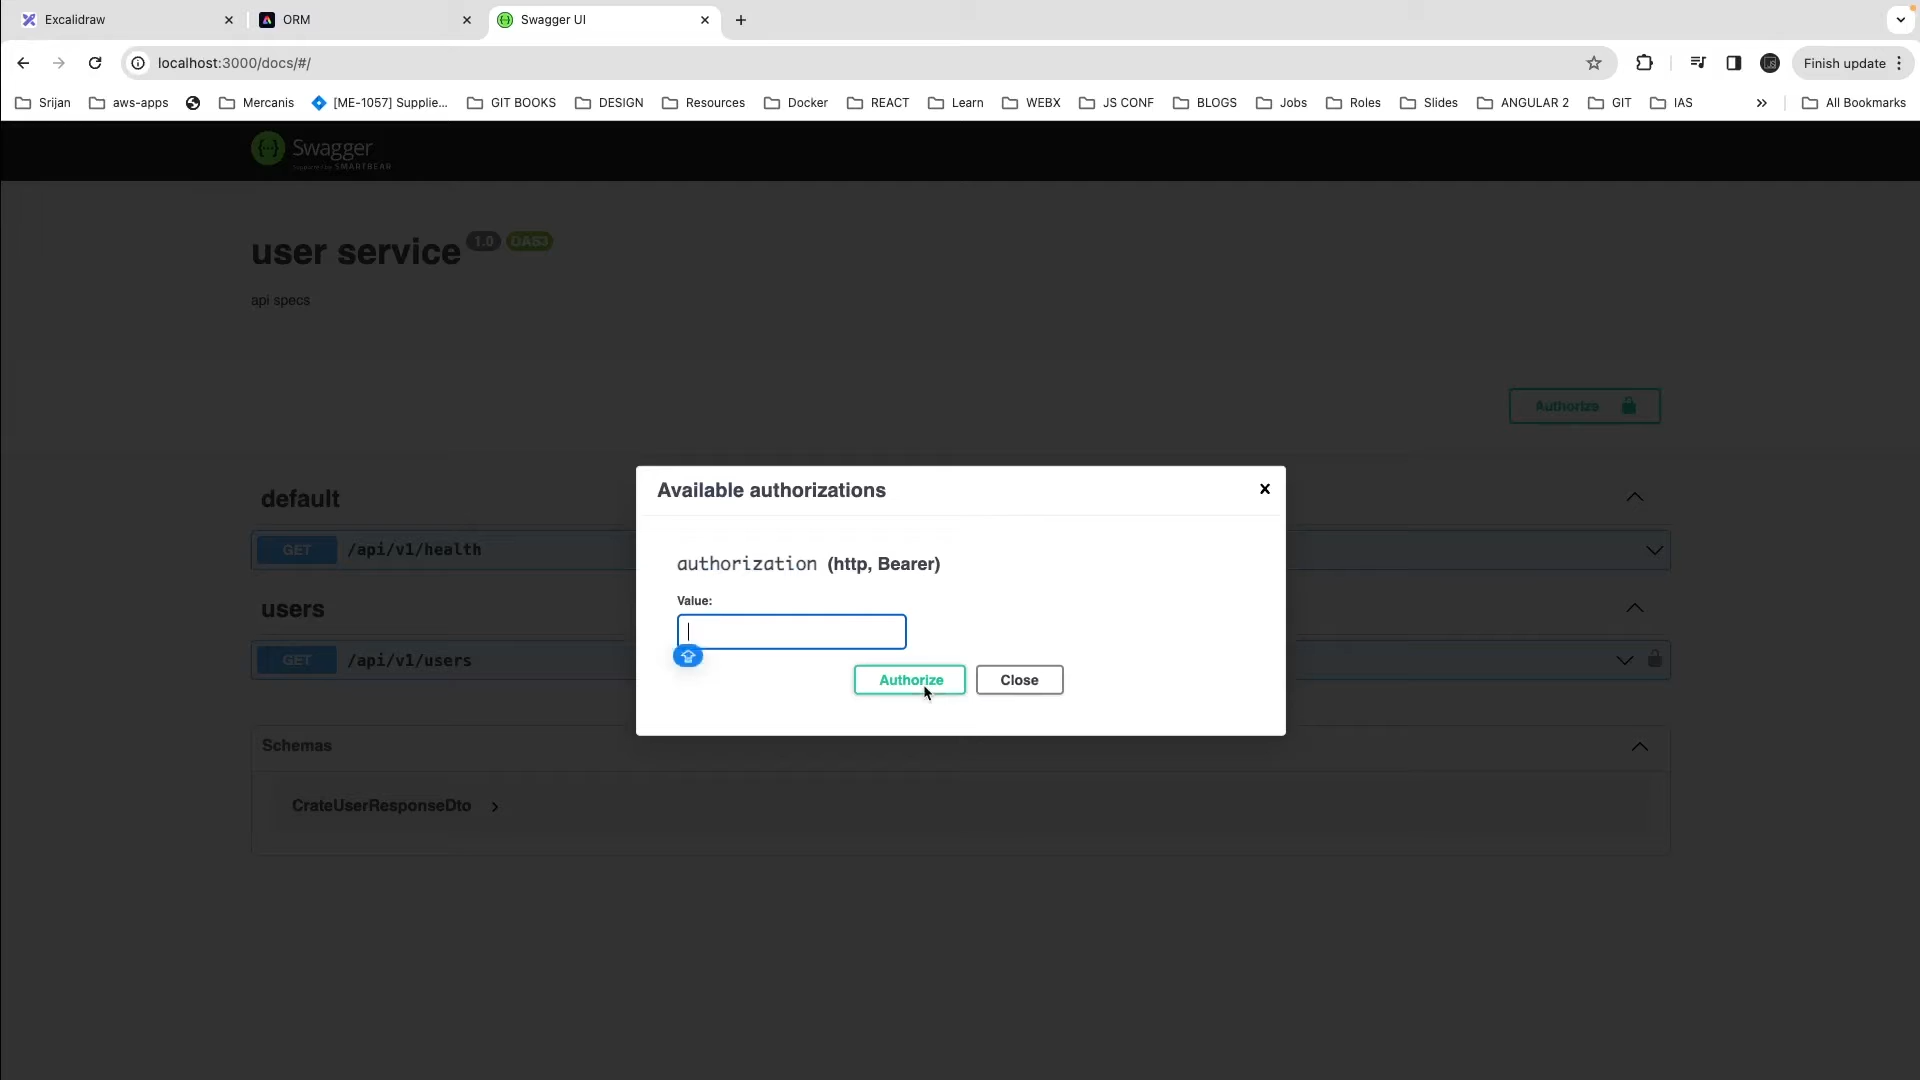 Excalidraw
ORM
Swagger UI
localhost:3000/docs/#/
Finish update
Srijan
aws-apps
Mercanis
[ME-1057] Supplie...
GIT BOOKS
DESIGN
Resources
Docker
REACT
Learn
WEBX
JS CONF
BLOGS
Jobs
Roles
Slides
ANGULAR 2
GIT
IAS
All Bookmarks
Swagger
Supported by SMARTBEAR
user service 1.0 OAS3
api specs
Authorize
Available authorizations
default
GET /api/v1/health
authorization (http, Bearer)
Value:
users
GET /api/v1/users
Authorize Close
Schemas
CrateUserResponseDto